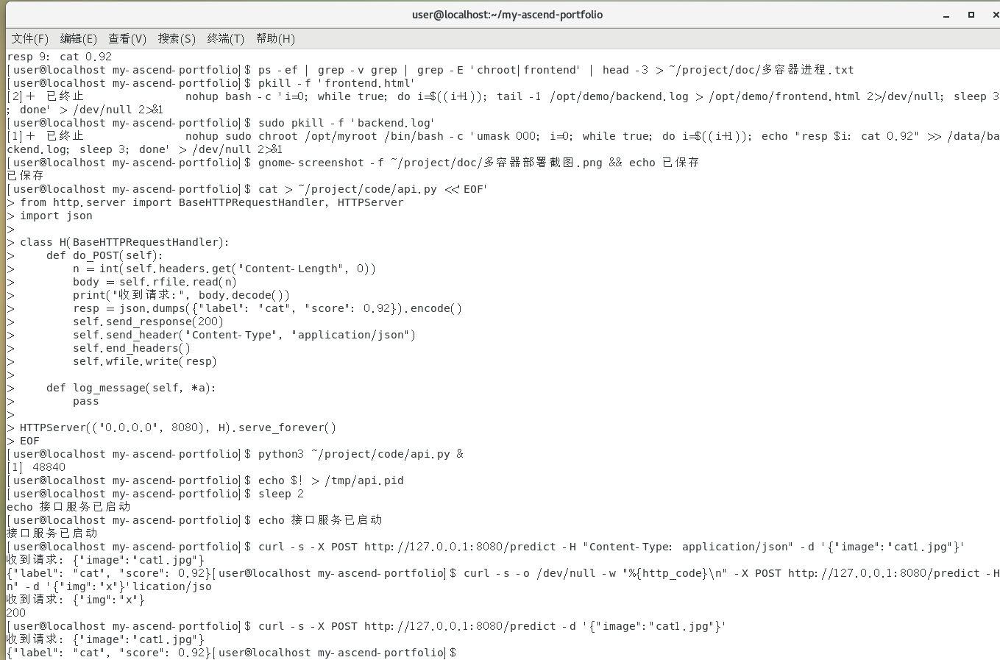 user@localhost:~/my-ascend-portfolio
文件(F) 编辑(E) 查看(V) 搜索(S) 终端(T) 帮助(H)
resp 9: cat 0.92
[user@localhost my-ascend-portfolio]$ ps -ef | grep -v grep | grep -E 'chroot|frontend' | head -3 > ~/project/doc/多容器进程.txt
[user@localhost my-ascend-portfolio]$ pkill -f 'frontend.html'
[2]+  已终止               nohup bash -c 'i=0; while true; do i=$((i+1)); tail -1 /opt/demo/backend.log > /opt/demo/frontend.html 2>/dev/null; sleep 3
; done' > /dev/null 2>&1
[user@localhost my-ascend-portfolio]$ sudo pkill -f 'backend.log'
[1]+  已终止               nohup sudo chroot /opt/myroot /bin/bash -c 'umask 000; i=0; while true; do i=$((i+1)); echo "resp $i: cat 0.92" >> /data/ba
ckend.log; sleep 3; done' > /dev/null 2>&1
[user@localhost my-ascend-portfolio]$ gnome-screenshot -f ~/project/doc/多容器部署截图.png && echo 已保存
已保存
[user@localhost my-ascend-portfolio]$ cat > ~/project/code/api.py <<'EOF'
> from http.server import BaseHTTPRequestHandler, HTTPServer
> import json
>
> class H(BaseHTTPRequestHandler):
>     def do_POST(self):
>         n = int(self.headers.get("Content-Length", 0))
>         body = self.rfile.read(n)
>         print("收到请求:", body.decode())
>         resp = json.dumps({"label": "cat", "score": 0.92}).encode()
>         self.send_response(200)
>         self.send_header("Content-Type", "application/json")
>         self.end_headers()
>         self.wfile.write(resp)
>
>     def log_message(self, *a):
>         pass
>
> HTTPServer(("0.0.0.0", 8080), H).serve_forever()
> EOF
[user@localhost my-ascend-portfolio]$ python3 ~/project/code/api.py &
[1] 48840
[user@localhost my-ascend-portfolio]$ echo $! > /tmp/api.pid
[user@localhost my-ascend-portfolio]$ sleep 2
echo 接口服务已启动
[user@localhost my-ascend-portfolio]$ echo 接口服务已启动
接口服务已启动
[user@localhost my-ascend-portfolio]$ curl -s -X POST http://127.0.0.1:8080/predict -H "Content-Type: application/json" -d '{"image":"cat1.jpg"}'
收到请求: {"image":"cat1.jpg"}
{"label": "cat", "score": 0.92}[user@localhost my-ascend-portfolio]$ curl -s -o /dev/null -w "%{http_code}\n" -X POST http://127.0.0.1:8080/predict -H
n" -d '{"img":"x"}'lication/jso
收到请求: {"img":"x"}
200
[user@localhost my-ascend-portfolio]$ curl -s -X POST http://127.0.0.1:8080/predict -d '{"image":"cat1.jpg"}'
收到请求: {"image":"cat1.jpg"}
{"label": "cat", "score": 0.92}[user@localhost my-ascend-portfolio]$